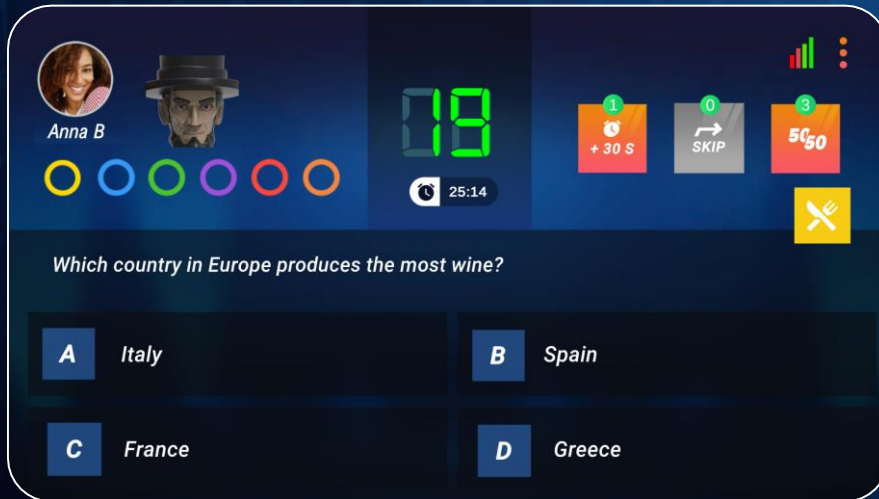 Anna B
19
25:14
1
+ 30 S
0
SKIP
3
50 50
Which country in Europe produces the most wine?
A Italy
B Spain
C France
D Greece